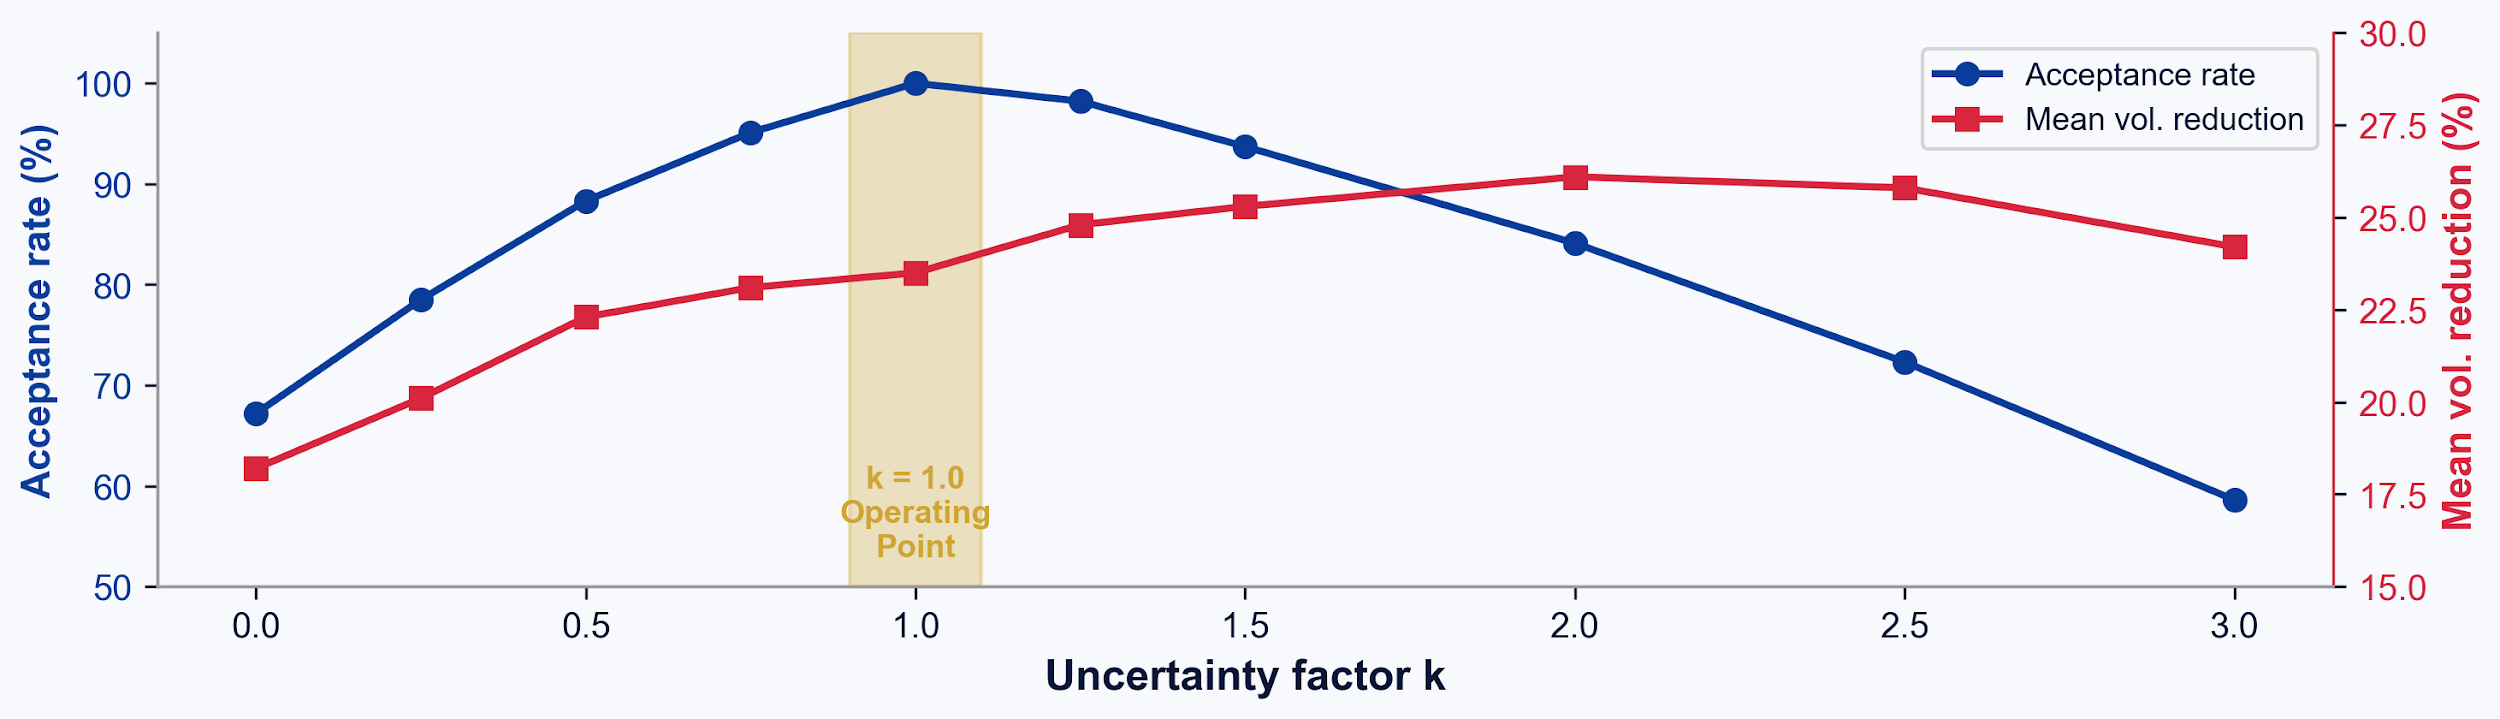 Acceptance rate (%)
100
90
80
70
60
50
0.0
0.5
1.0
1.5
2.0
2.5
3.0
Uncertainty factor k
k = 1.0
Operating
Point
Acceptance rate
Mean vol. reduction
30.0
27.5
25.0
22.5
20.0
17.5
15.0
Mean vol. reduction (%)